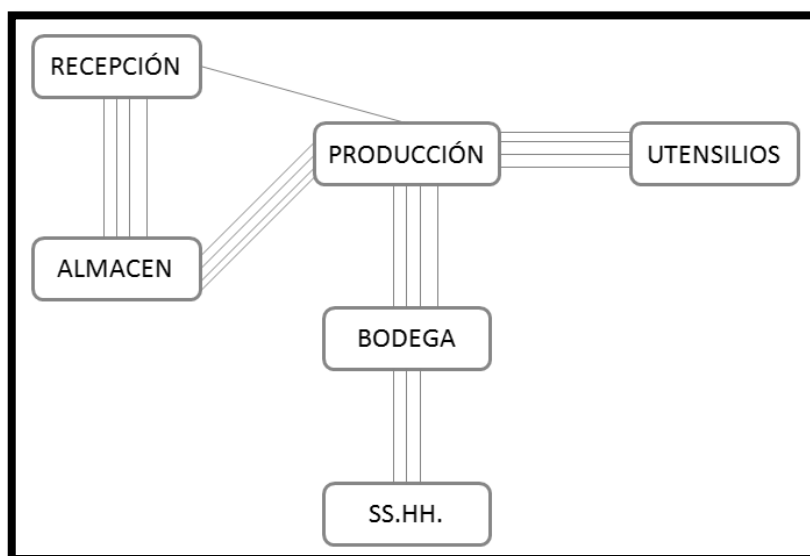 RECEPCIÓN
PRODUCCIÓN
UTENSILIOS
ALMACEN
BODEGA
SS.HH.